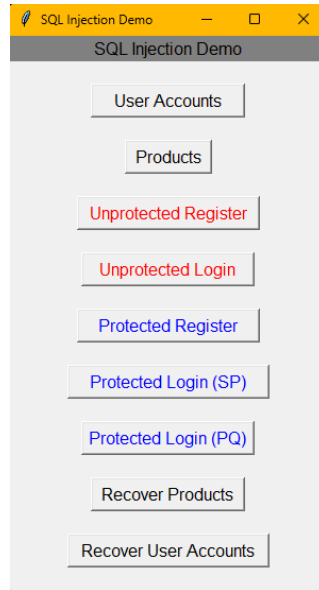 SQL Injection Demo
SQL Injection Demo
User Accounts
Products
Unprotected Register
Unprotected Login
Protected Register
Protected Login (SP)
Protected Login (PQ)
Recover Products
Recover User Accounts